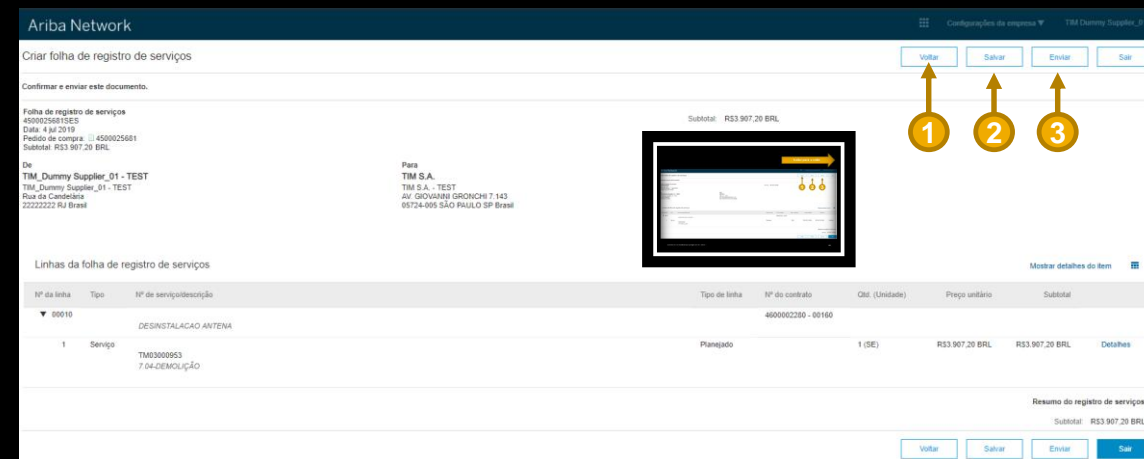 Ariba Network
Configurações da empresa ▼ TIM Dummy Supplier_01
Criar folha de registro de serviços
Voltar Salvar Enviar Sair
Confirmar e enviar este documento.
1 2 3
Folha de registro de serviços
4500025681SES
Data: 4 jul 2019
Pedido de compra: 4500025681
Subtotal: R$3.907,20 BRL
Subtotal: R$3.907,20 BRL
De
TIM_Dummy Supplier_01 - TEST
TIM_Dummy Supplier_01 - TEST
Rua da Candelária
22222222 RJ Brasil
Para
TIM S.A.
TIM S.A. - TEST
AV. GIOVANNI GRONCHI 7.143
05724-005 SÃO PAULO SP Brasil
Linhas da folha de registro de serviços
Mostrar detalhes do item
Nº da linha Tipo Nº de serviço/descrição Tipo de linha Nº do contrato Qtd. (Unidade) Preço unitário Subtotal
▼ 00010 4600002280 - 00160
DESINSTALACAO ANTENA
1 Serviço Planejado 1 (SE) R$3.907,20 BRL R$3.907,20 BRL Detalhes
TM03000953
7.04-DEMOLIÇÃO
Resumo do registro de serviços
Subtotal: R$3.907,20 BRL
Voltar Salvar Enviar Sair